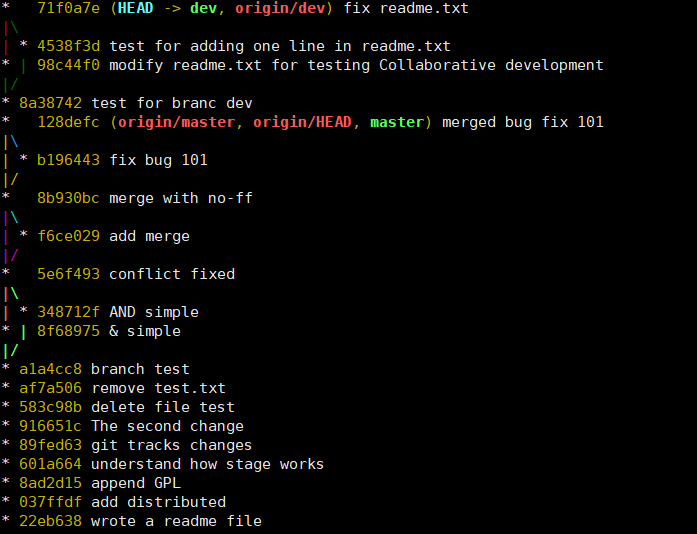 *   71f0a7e (HEAD -> dev, origin/dev) fix readme.txt
|\
| * 4538f3d test for adding one line in readme.txt
* | 98c44f0 modify readme.txt for testing Collaborative development
|/
* 8a38742 test for branc dev
*   128defc (origin/master, origin/HEAD, master) merged bug fix 101
|\
| * b196443 fix bug 101
|/
*   8b930bc merge with no-ff
|\
| * f6ce029 add merge
|/
*   5e6f493 conflict fixed
|\
| * 348712f AND simple
* | 8f68975 & simple
|/
* a1a4cc8 branch test
* af7a506 remove test.txt
* 583c98b delete file test
* 916651c The second change
* 89fed63 git tracks changes
* 601a664 understand how stage works
* 8ad2d15 append GPL
* 037ffdf add distributed
* 22eb638 wrote a readme file